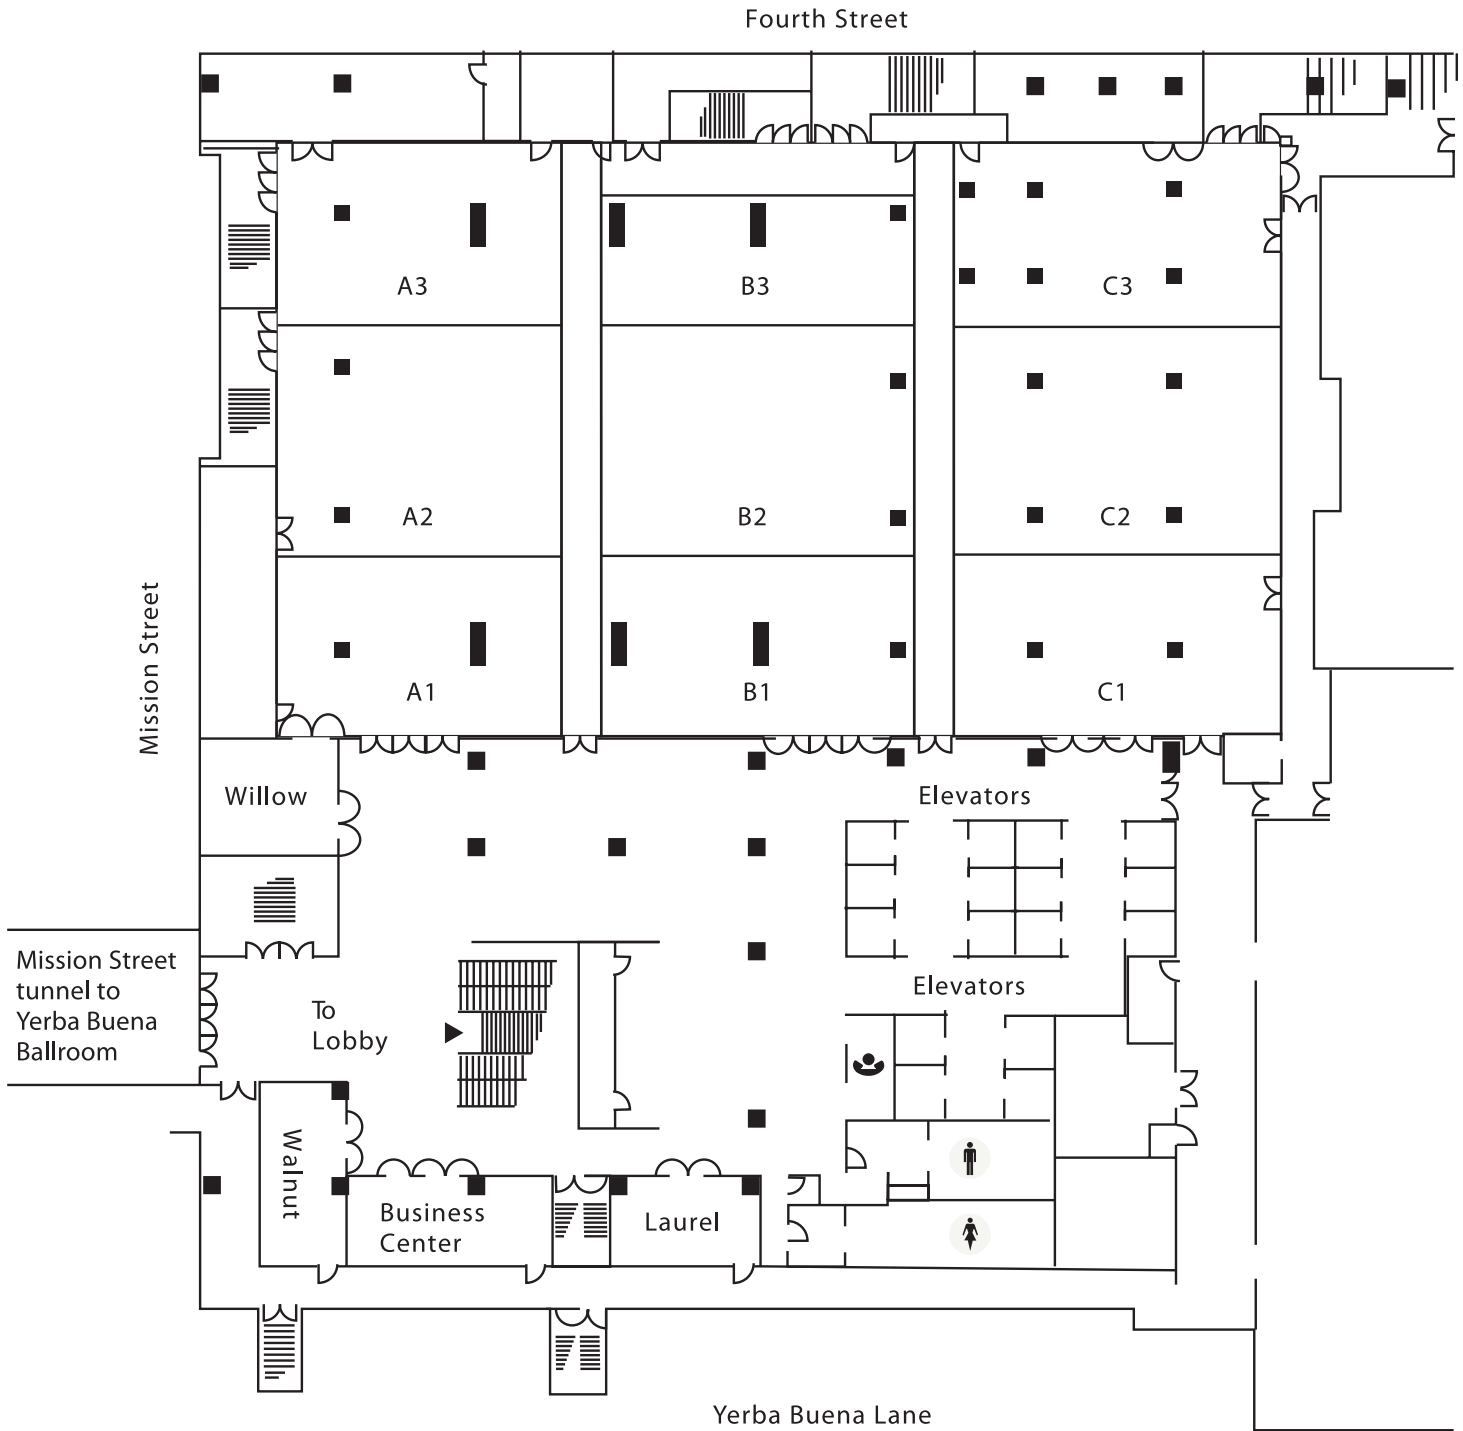 Fourth Street
A3
B3
C3
A2
B2
C2
Mission Street
A1
B1
C1
Willow
Elevators
Mission Street
tunnel to
Yerba Buena
Ballroom
To
Lobby
Elevators
Walnut
Business
Center
Laurel
Yerba Buena Lane